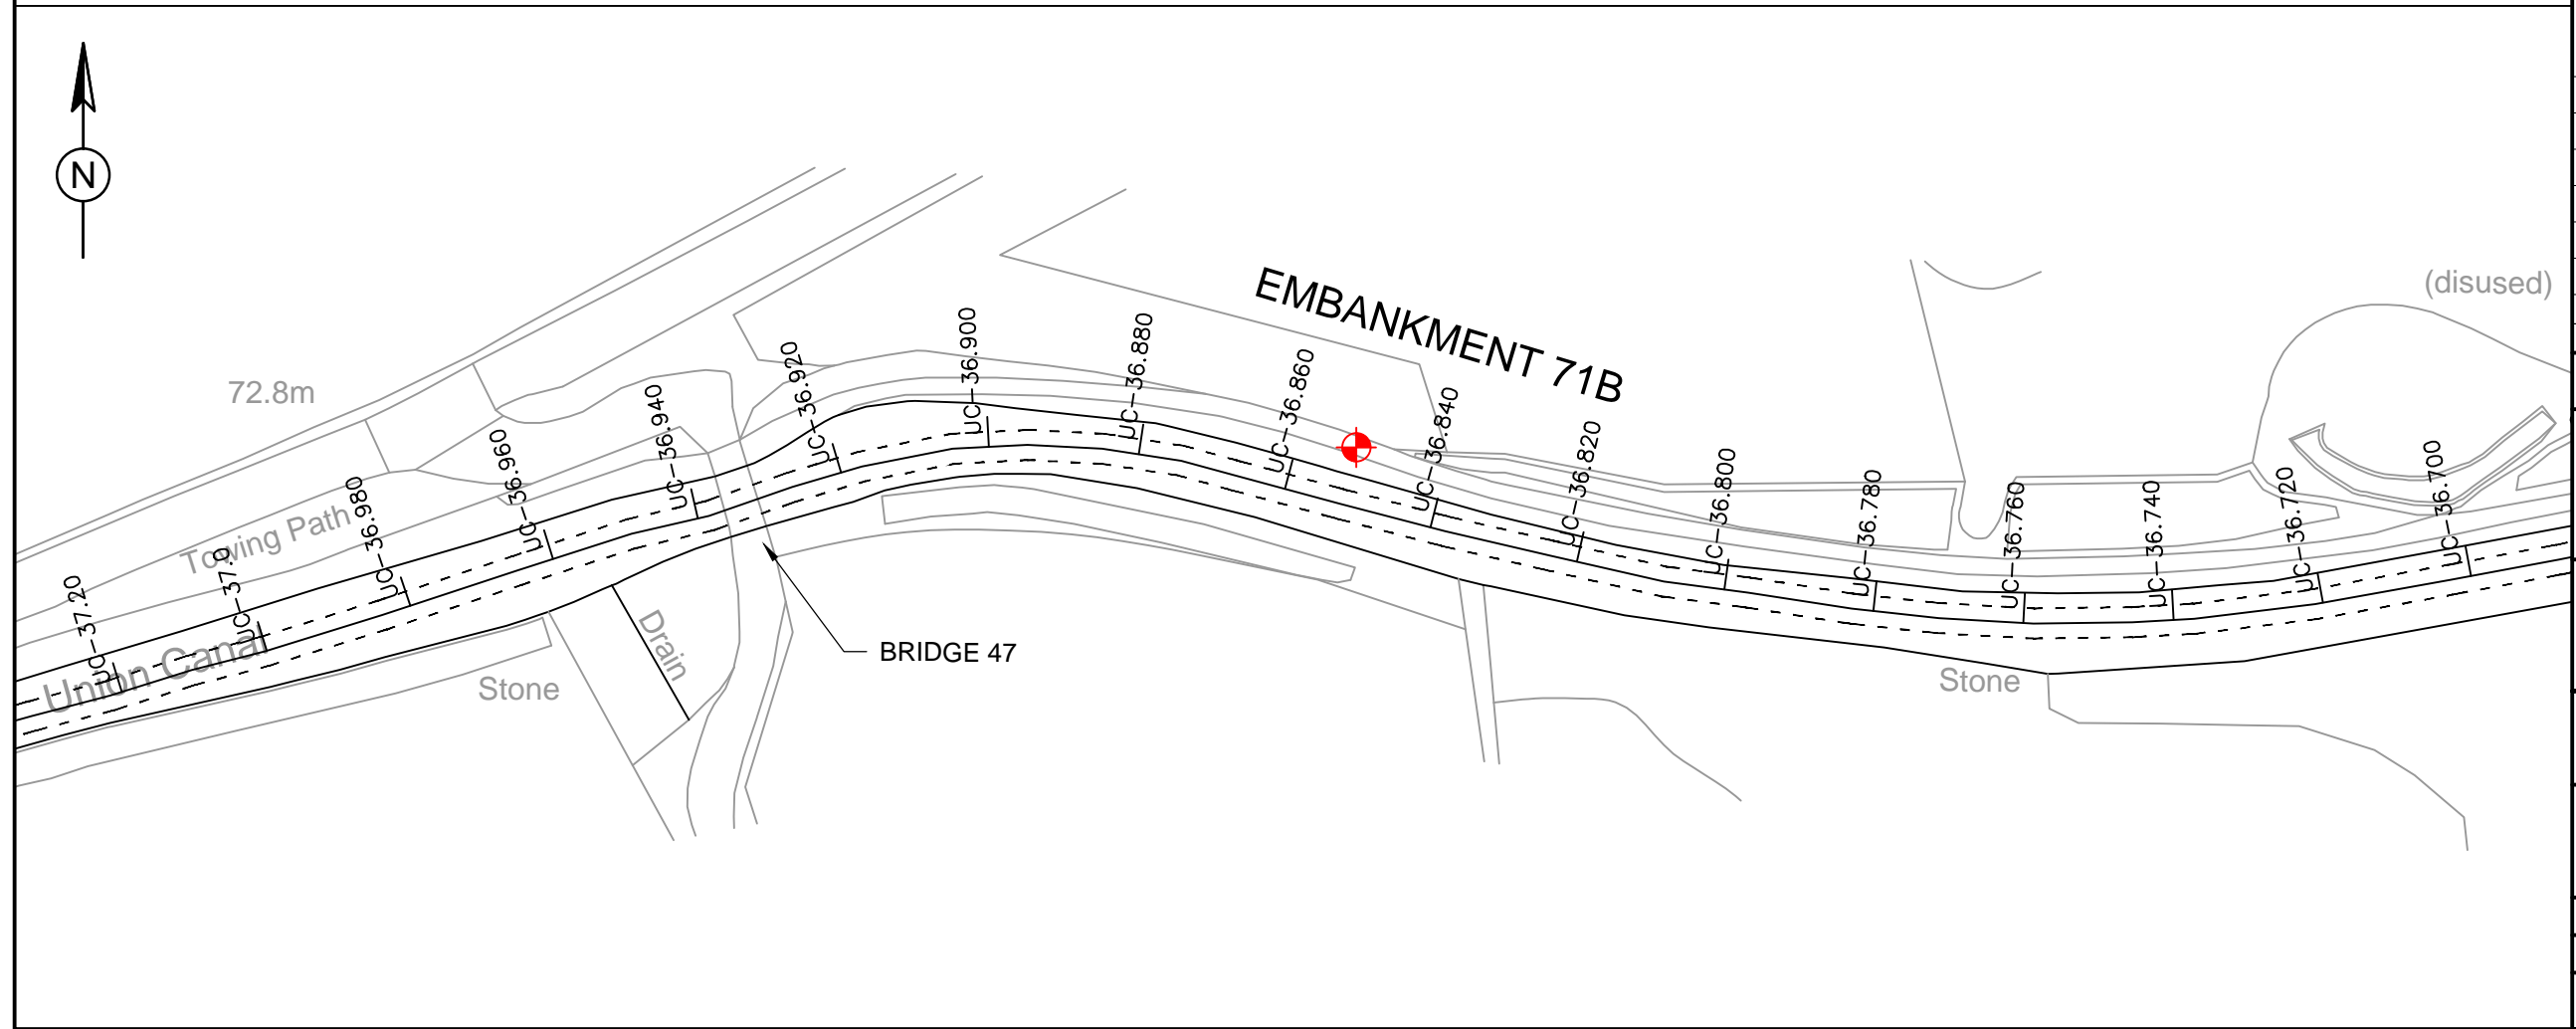 N
EMBANKMENT 71B
(disused)
72.8m
Towing Path
Union Canal
UC-37.20
UC-37.0
UC-36.980
UC-36.960
UC-36.940
UC-36.920
UC-36.900
UC-36.880
UC-36.860
UC-36.840
UC-36.820
UC-36.800
UC-36.780
UC-36.760
UC-36.740
UC-36.720
UC-36.700
Drain
BRIDGE 47
Stone
Stone